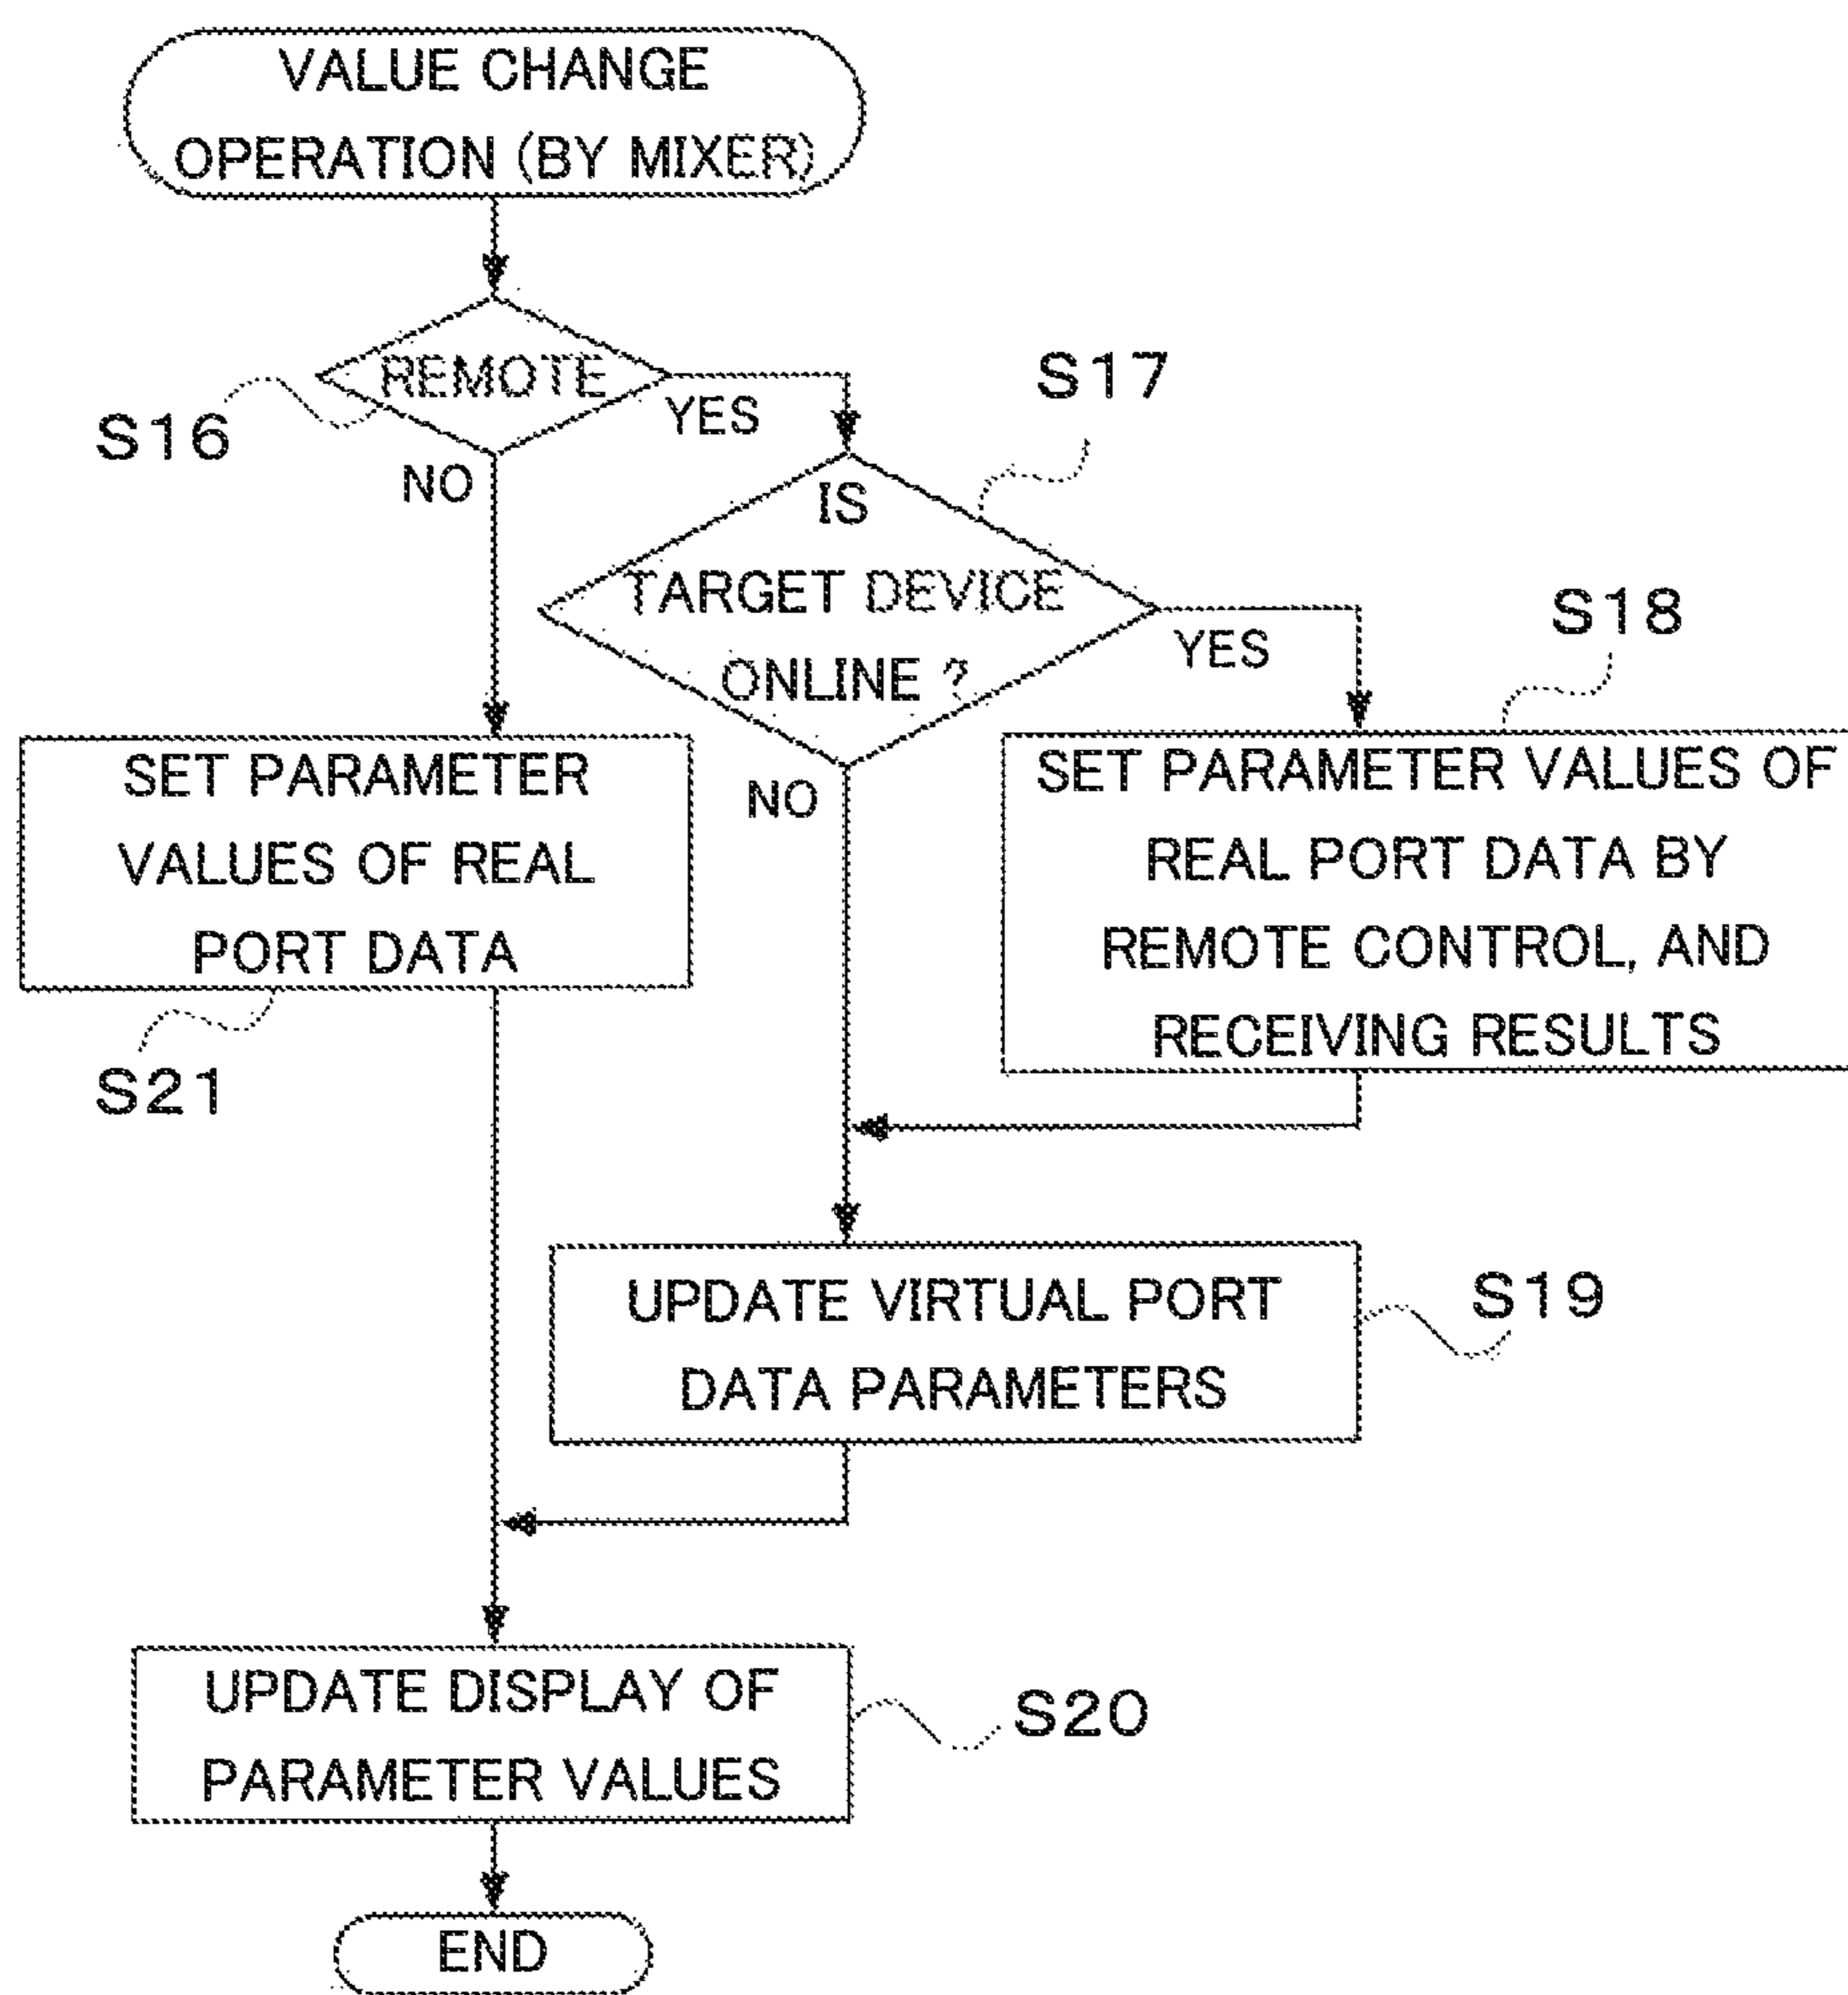 VALUE CHANGE
OPERATION (BY MIXER)
REMOTE
S16
YES
NO
S17
IS
TARGET DEVICE
ONLINE ?
YES
NO
S18
SET PARAMETER
VALUES OF REAL
PORT DATA
S21
SET PARAMETER VALUES OF
REAL PORT DATA BY
REMOTE CONTROL, AND
RECEIVING RESULTS
UPDATE VIRTUAL PORT
DATA PARAMETERS
S19
UPDATE DISPLAY OF
PARAMETER VALUES
S20
END